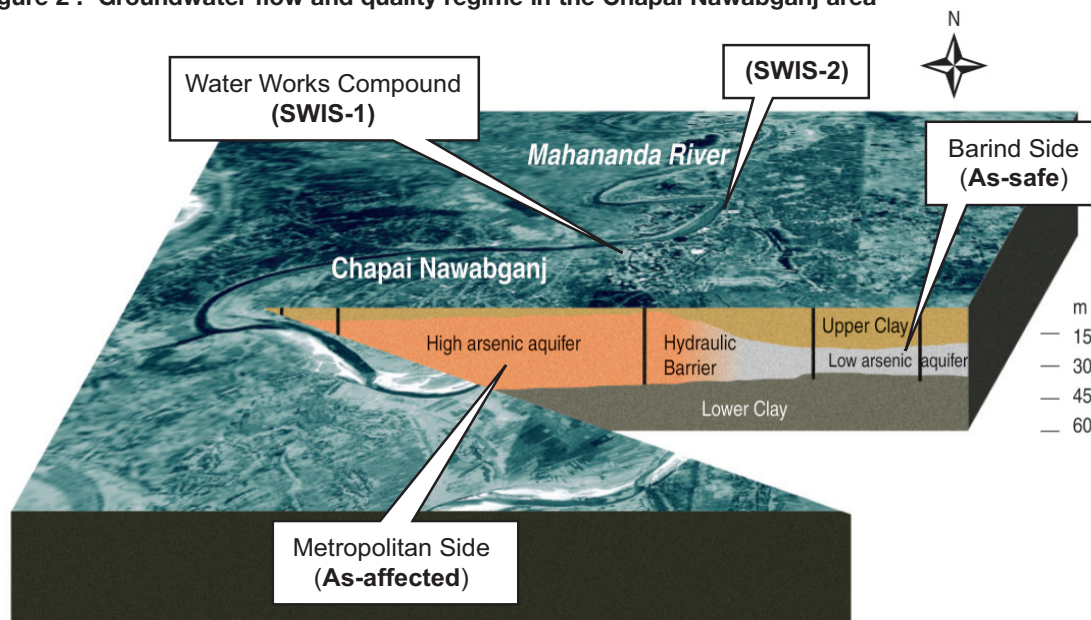 Figure 2 : Groundwater flow and quality regime in the Chapai Nawabganj area
N
Water Works Compound
(SWIS-1)
(SWIS-2)
Mahananda River
Barind Side
(As-safe)
Chapai Nawabganj
m
15
30
45
60
High arsenic aquifer
Hydraulic
Barrier
Upper Clay
Low arsenic aquifer
Lower Clay
Metropolitan Side
(As-affected)